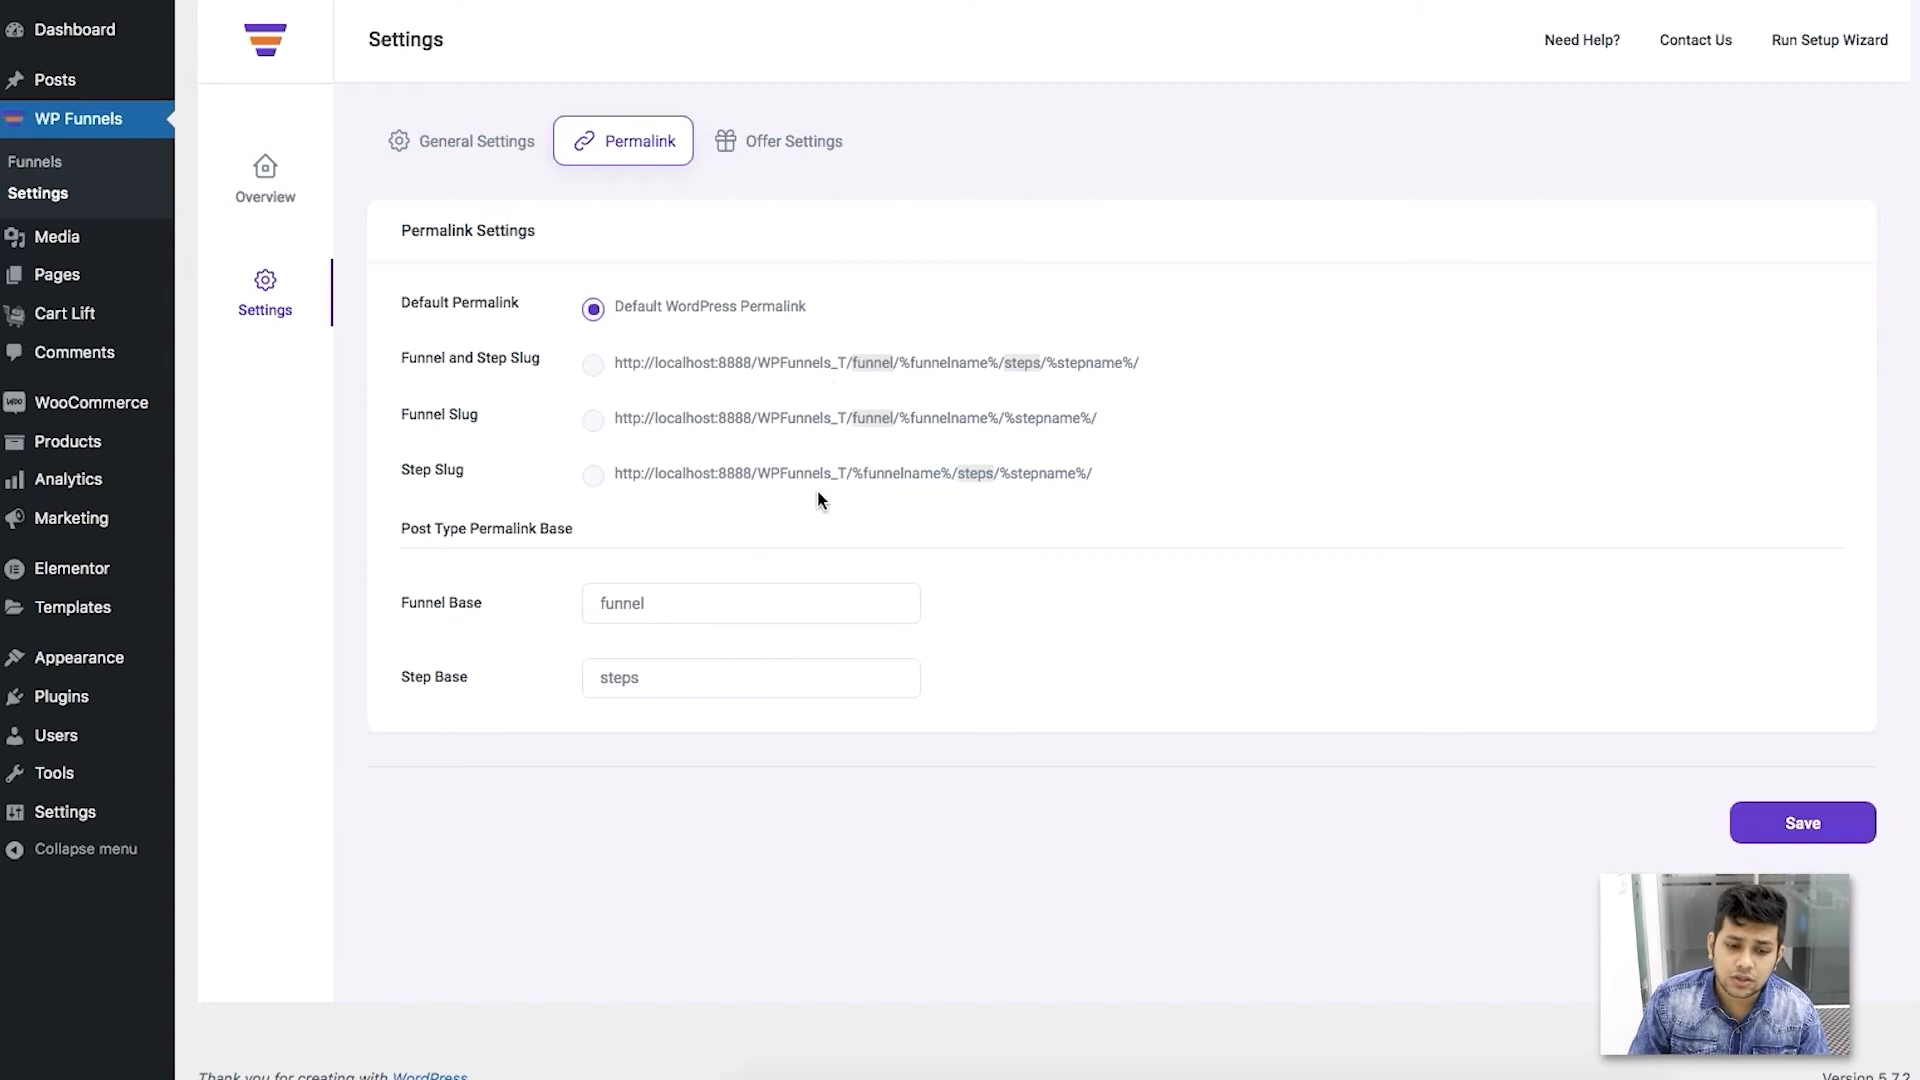 Dashboard
Posts
WP Funnels
Funnels
Settings
Media
Pages
Cart Lift
Comments
WooCommerce
Products
Analytics
Marketing
Elementor
Templates
Appearance
Plugins
Users
Tools
Settings
Collapse menu
Overview
Settings
Settings
Need Help?
Contact Us
Run Setup Wizard
General Settings
Permalink
Offer Settings
Permalink Settings
Default Permalink
Default WordPress Permalink
Funnel and Step Slug
http://localhost:8888/WPFunnels_T/funnel/%funnelname%/steps/%stepname%/
Funnel Slug
http://localhost:8888/WPFunnels_T/funnel/%funnelname%/%stepname%/
Step Slug
http://localhost:8888/WPFunnels_T/%funnelname%/steps/%stepname%/
Post Type Permalink Base
Funnel Base
funnel
Step Base
steps
Save
Thank you for creating with WordPress
Version 5.7.2